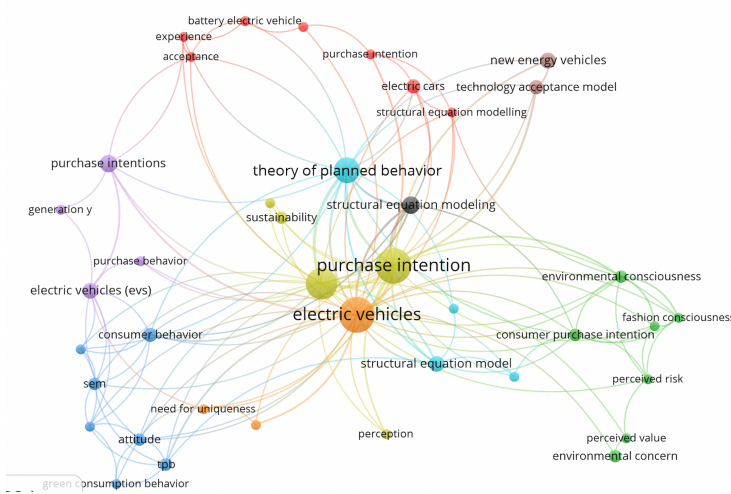 battery electric vehicle
experience
acceptance
purchase intention
new energy vehicles
electric cars
technology acceptance model
structural equation modelling
purchase intentions
theory of planned behavior
generation y
structural equation modeling
sustainability
purchase behavior
purchase intention
environmental consciousness
electric vehicles (evs)
electric vehicles
fashion consciousness
consumer behavior
consumer purchase intention
structural equation model
sem
perceived risk
need for uniqueness
attitude
perception
perceived value
tpb
environmental concern
green consumption behavior